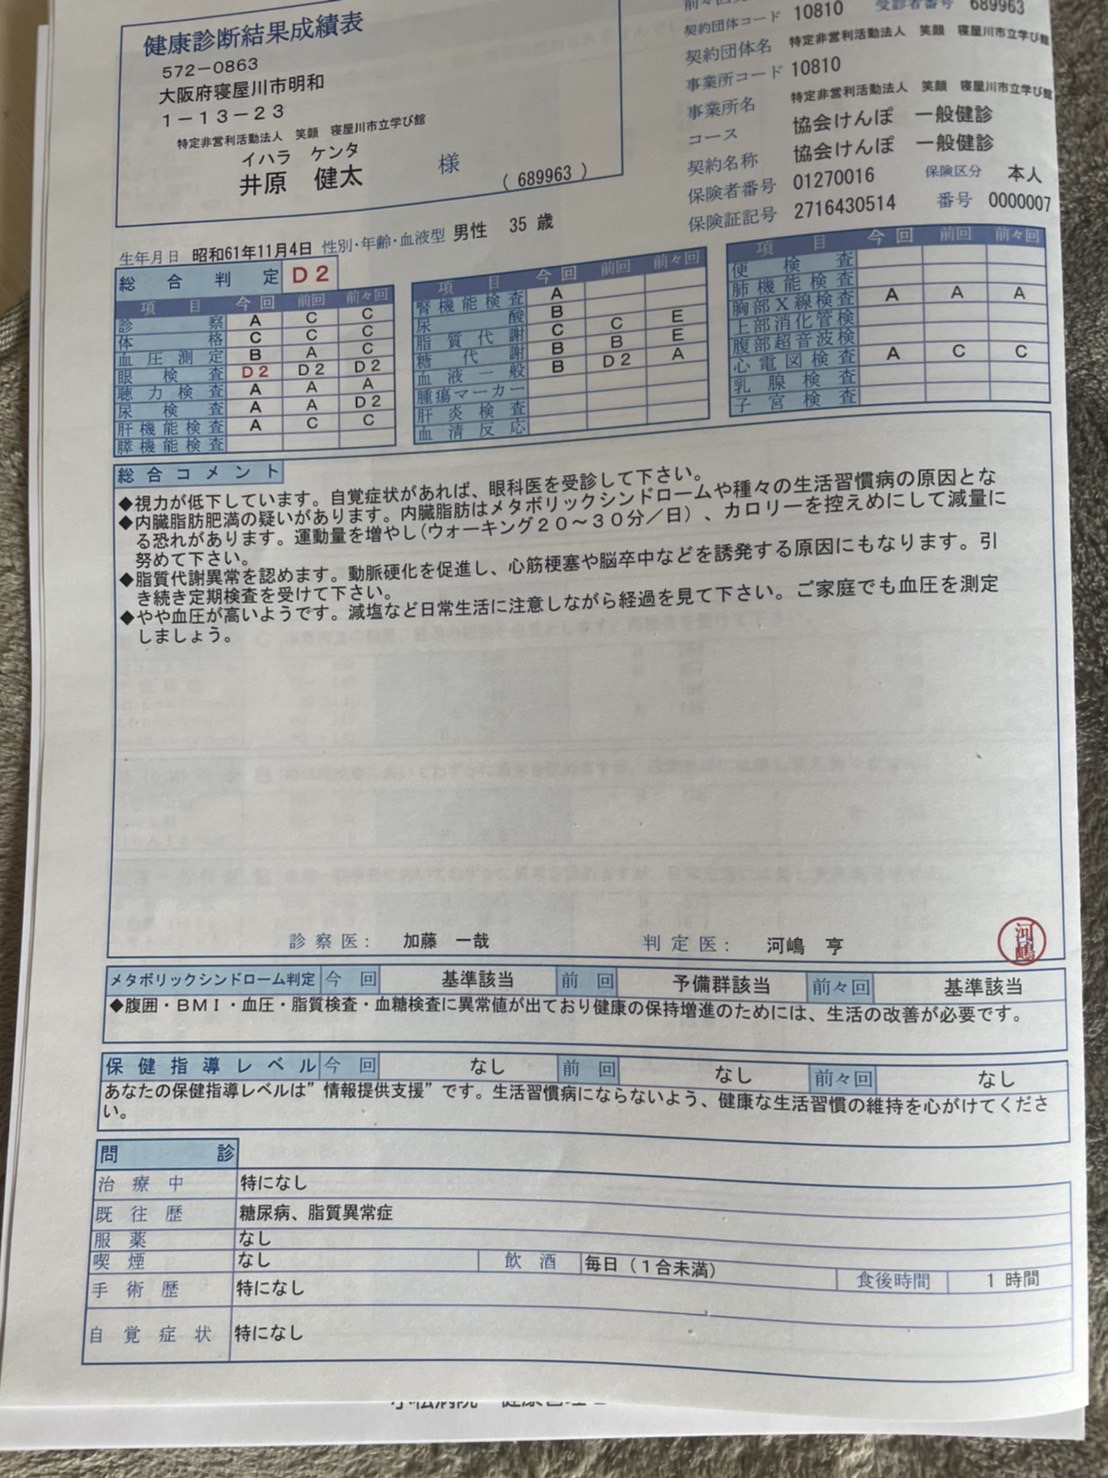 健康診断結果成績表
572－0863
大阪府寝屋川市明和
1－13－23
特定非営利活動法人 笑顔 寝屋川市立学び館
イハラ ケンタ
井原 健太 様
( 689963 )
契約団体コード 10810 受診者番号 689963
契約団体名 特定非営利活動法人 笑顔 寝屋川市立学び館
事業所コード 10810
事業所名 特定非営利活動法人 笑顔 寝屋川市立学び館
コース 協会けんぽ 一般健診
契約名称 協会けんぽ 一般健診
保険者番号 01270016 保険区分 本人
保険証記号 2716430514 番号 0000007
生年月日 昭和61年11月4日 性別・年齢・血液型 男性 35 歳
総合判定 D2
項目 今回 前回 前々回
診察 A C C
体格 C C C
血圧測定 B A C
眼検査 D2 D2 D2
聴力検査 A A A
尿検査 A A D2
肝機能検査 A C C
膵機能検査
項目 今回 前回 前々回
腎機能検査 A
尿酸 B
脂質代謝 C C E
糖代謝 B B E
血液一般 B D2 A
腫瘍マーカー
肝炎検査
血清反応
項目 今回 前回 前々回
便検査
肺機能検査
胸部X線検査 A A A
上部消化管検
腹部超音波検
心電図検査 A C C
乳腺検査
子宮検査
総合コメント
◆視力が低下しています。自覚症状があれば、眼科医を受診して下さい。
◆内臓脂肪肥満の疑いがあります。内臓脂肪はメタボリックシンドロームや種々の生活習慣病の原因とな
る恐れがあります。運動量を増やし(ウォーキング20～30分／日)、カロリーを控えめにして減量に
努めて下さい。
◆脂質代謝異常を認めます。動脈硬化を促進し、心筋梗塞や脳卒中などを誘発する原因にもなります。引
き続き定期検査を受けて下さい。
◆やや血圧が高いようです。減塩など日常生活に注意しながら経過を見て下さい。ご家庭でも血圧を測定
しましょう。
診察医： 加藤 一哉 判定医： 河嶋 亨
河嶋
メタボリックシンドローム判定 今回 基準該当 前回 予備群該当 前々回 基準該当
◆腹囲・BMI・血圧・脂質検査・血糖検査に異常値が出ており健康の保持増進のためには、生活の改善が必要です。
保健指導レベル 今回 なし 前回 なし 前々回 なし
あなたの保健指導レベルは”情報提供支援”です。生活習慣病にならないよう、健康な生活習慣の維持を心がけてくださ
い。
問診
治療中 特になし
既往歴 糖尿病、脂質異常症
服薬 なし
喫煙 なし 飲酒 毎日（1合未満） 食後時間 1 時間
手術歴 特になし
自覚症状 特になし